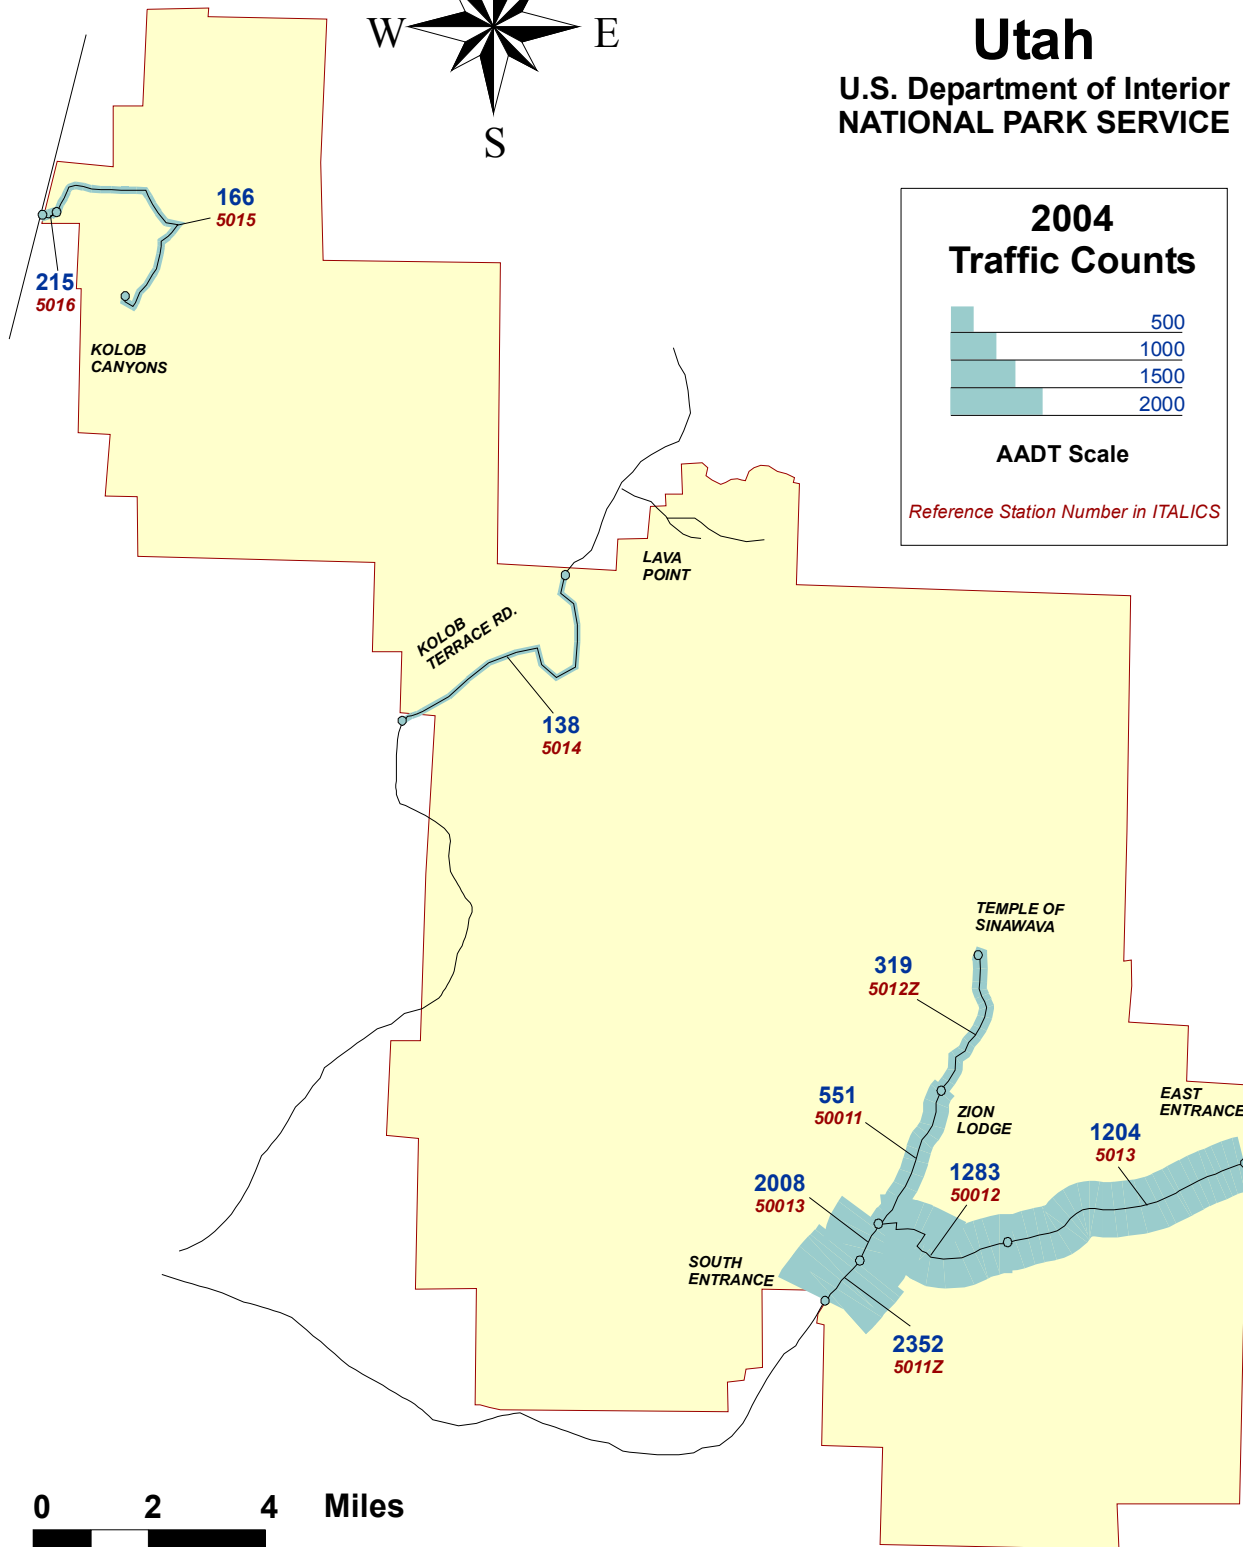 W
E
S
Utah
U.S. Department of Interior
NATIONAL PARK SERVICE
2004
Traffic Counts
500
1000
1500
2000
AADT Scale
Reference Station Number in ITALICS
166
5015
215
5016
KOLOB
CANYONS
LAVA
POINT
KOLOB
TERRACE RD.
138
5014
TEMPLE OF
SINAWAVA
319
5012Z
551
50011
ZION
LODGE
EAST
ENTRANCE
1204
5013
1283
50012
2008
50013
SOUTH
ENTRANCE
2352
5011Z
0 2 4 Miles